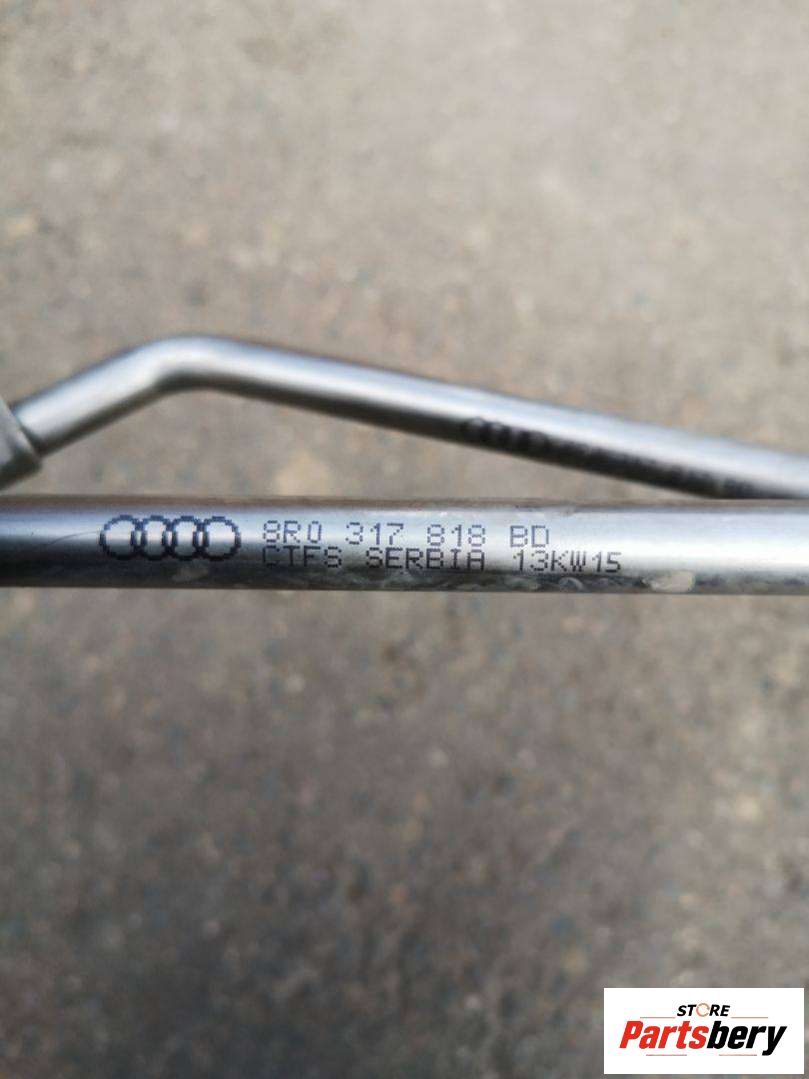 8R0 317 818 BD
CTFS SERBIA 13KW15
STORE
Partsbery